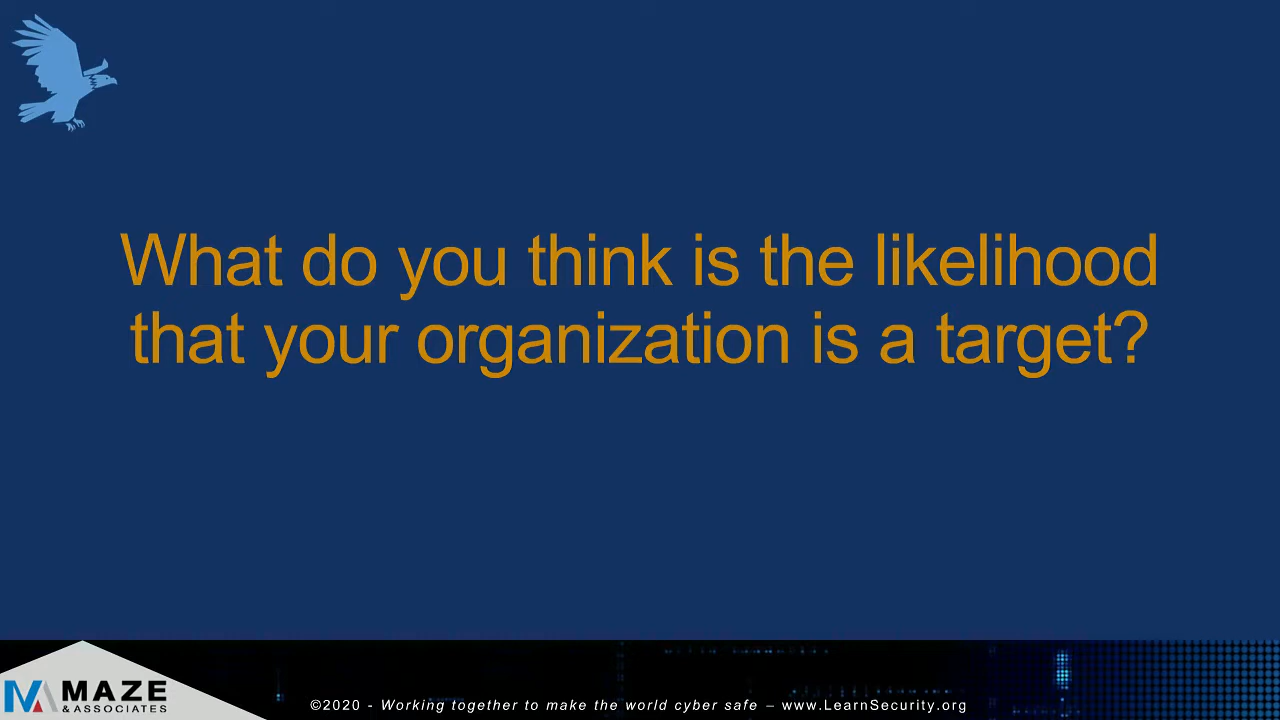 What do you think is the likelihood
that your organization is a target?
MAZE
& ASSOCIATES
©2020 - Working together to make the world cyber safe – www.LearnSecurity.org